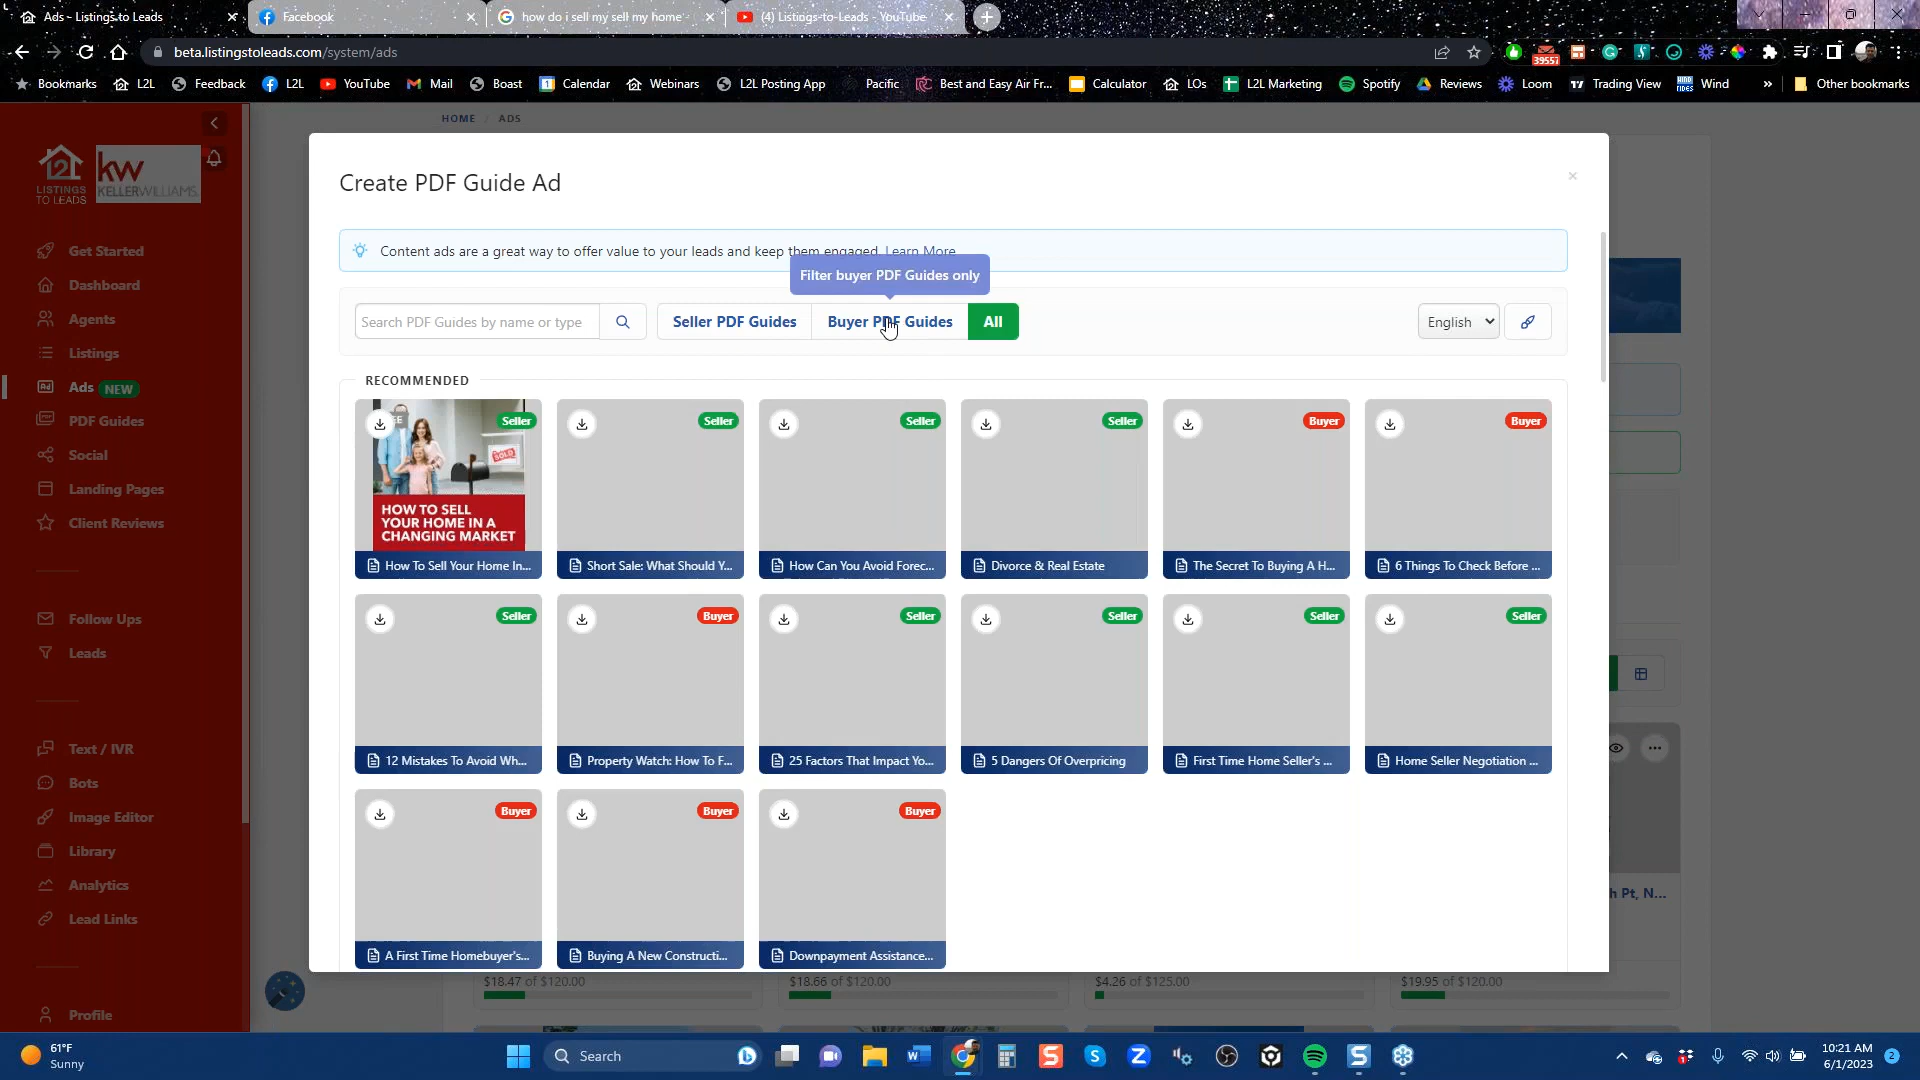 Ads - Listings to Leads
Facebook
how do i sell my sell my home
(4) Listings-to-Leads - YouTube
beta.listingstoleads.com/system/ads
39557
Bookmarks
L2L
Feedback
L2L
YouTube
Mail
Boast
Calendar
Webinars
L2L Posting App
Pacific
Best and Easy Air Fr...
Calculator
LOs
L2L Marketing
Spotify
Reviews
Loom
Trading View
Wind
Other bookmarks
HOME / ADS
L2L
LISTINGS
TO LEADS
kw
KELLERWILLIAMS.
Get Started
Dashboard
Agents
Listings
Ads NEW
PDF Guides
Social
Landing Pages
Client Reviews
Follow Ups
Leads
Text / IVR
Bots
Image Editor
Library
Analytics
Lead Links
Profile
Create PDF Guide Ad
Content ads are a great way to offer value to your leads and keep them engaged. Learn More
Filter buyer PDF Guides only
Search PDF Guides by name or type
Seller PDF Guides
Buyer PDF Guides
All
English
RECOMMENDED
Seller
HOW TO SELL
YOUR HOME IN A
CHANGING MARKET
SOLD
How To Sell Your Home In...
Seller
Short Sale: What Should Y...
Seller
How Can You Avoid Forec...
Seller
Divorce & Real Estate
Buyer
The Secret To Buying A H...
Buyer
6 Things To Check Before ...
Seller
12 Mistakes To Avoid Wh...
Buyer
Property Watch: How To F...
Seller
25 Factors That Impact Yo...
Seller
5 Dangers Of Overpricing
Seller
First Time Home Seller's ...
Seller
Home Seller Negotiation ...
Buyer
A First Time Homebuyer's...
Buyer
Buying A New Constructi...
Buyer
Downpayment Assistance...
h Pt, N...
$18.47 of $120.00
$18.66 of $120.00
$4.26 of $125.00
$19.95 of $120.00
61°F
Sunny
Search
10:21 AM
6/1/2023
2